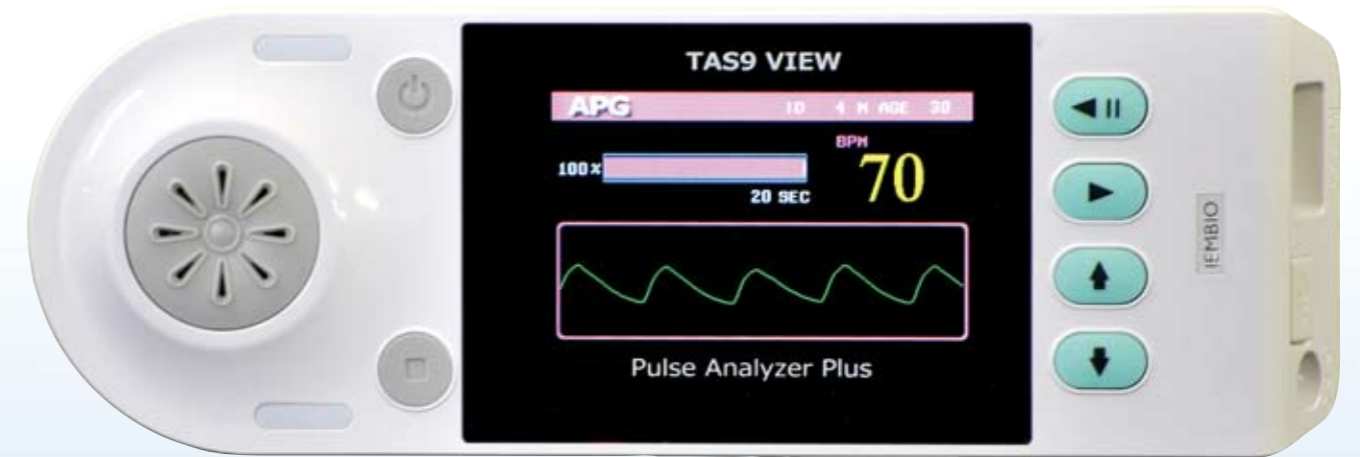 TAS9 VIEW
APG ID 4 M AGE 30
BPM
100% 70
20 SEC
Pulse Analyzer Plus
IEMBIO